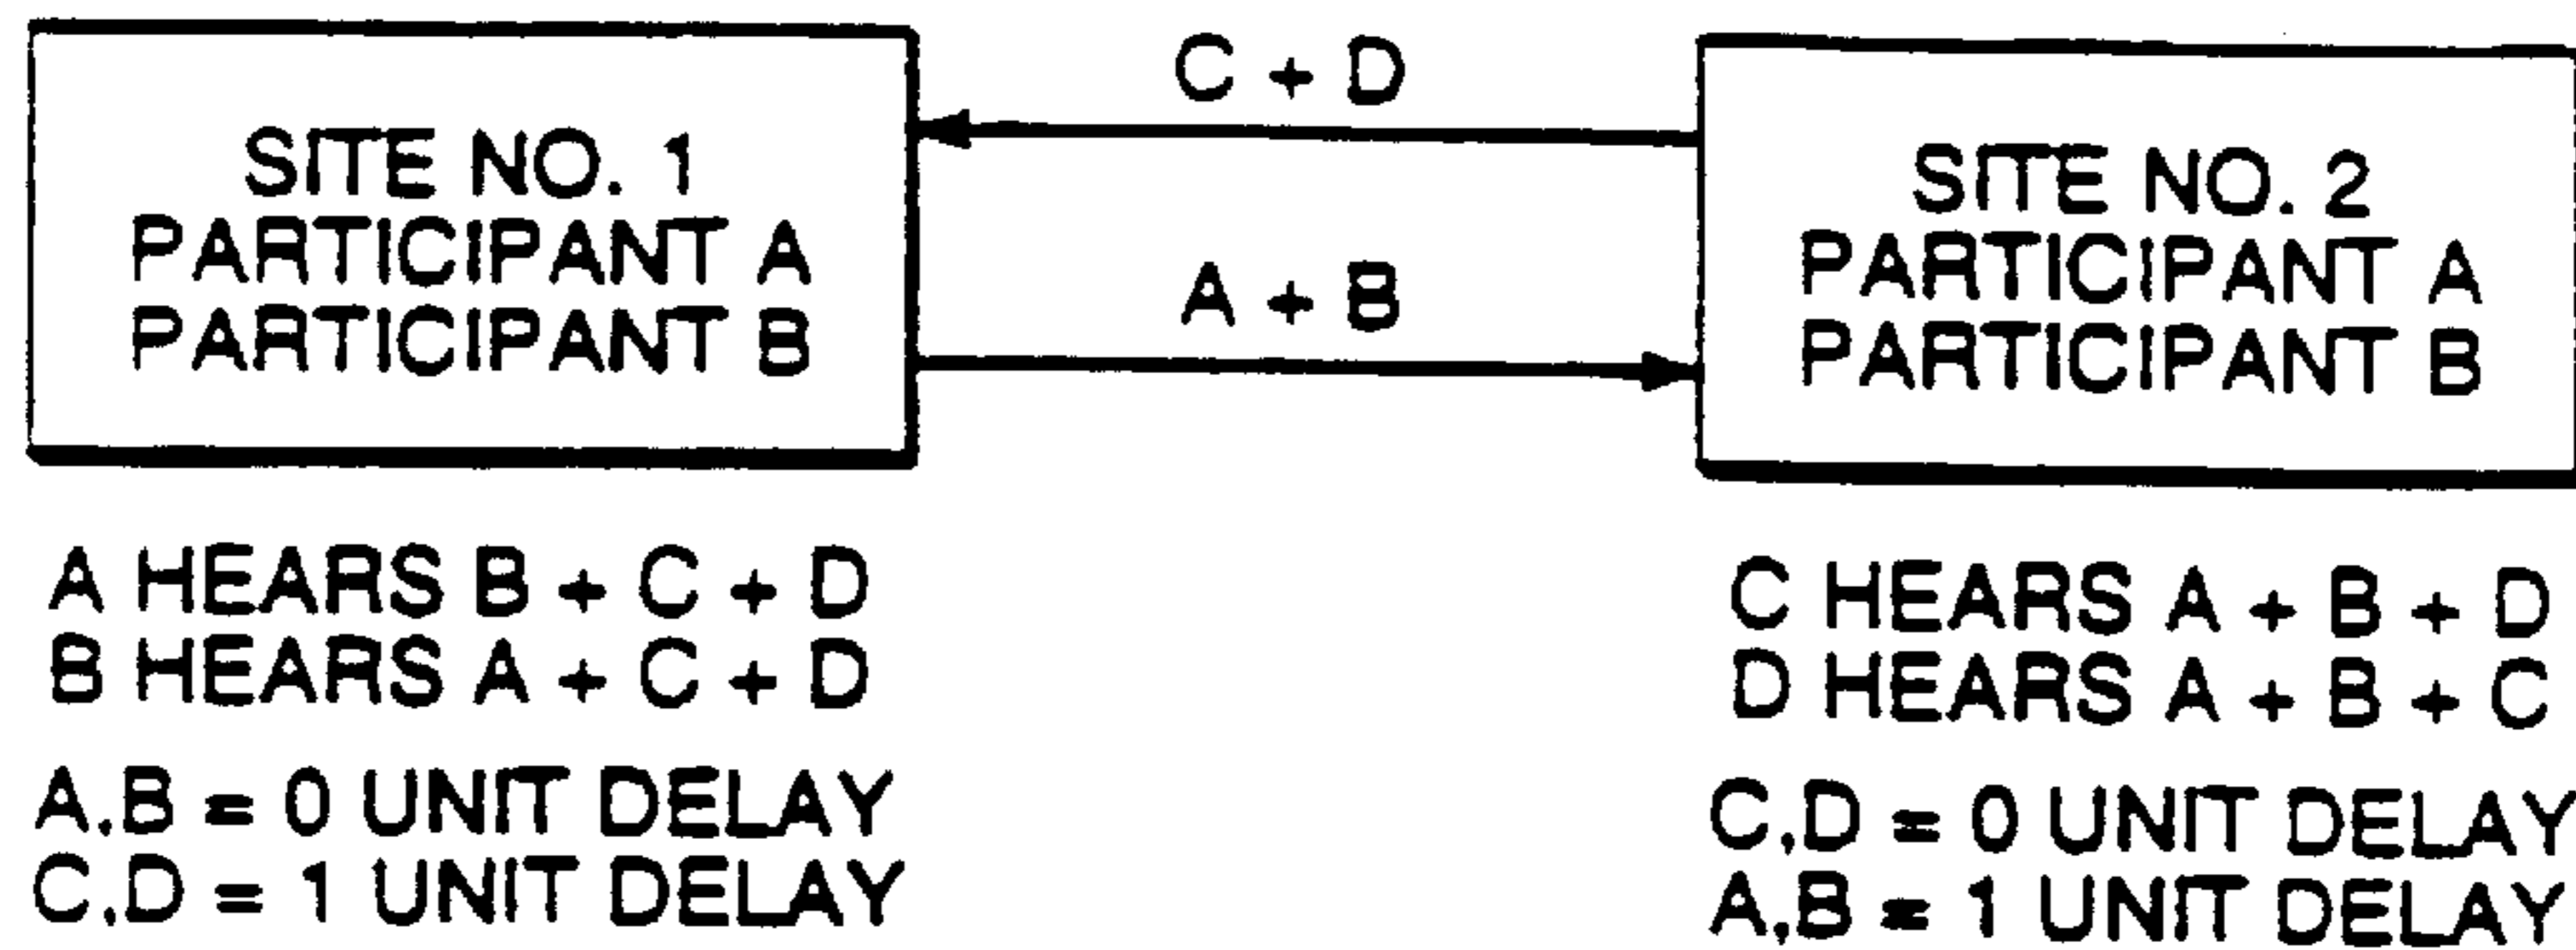 SITE NO. 1
PARTICIPANT A
PARTICIPANT B
C + D
A + B
SITE NO. 2
PARTICIPANT A
PARTICIPANT B
A HEARS B + C + D
B HEARS A + C + D
A,B = 0 UNIT DELAY
C,D = 1 UNIT DELAY
C HEARS A + B + D
D HEARS A + B + C
C,D = 0 UNIT DELAY
A,B = 1 UNIT DELAY